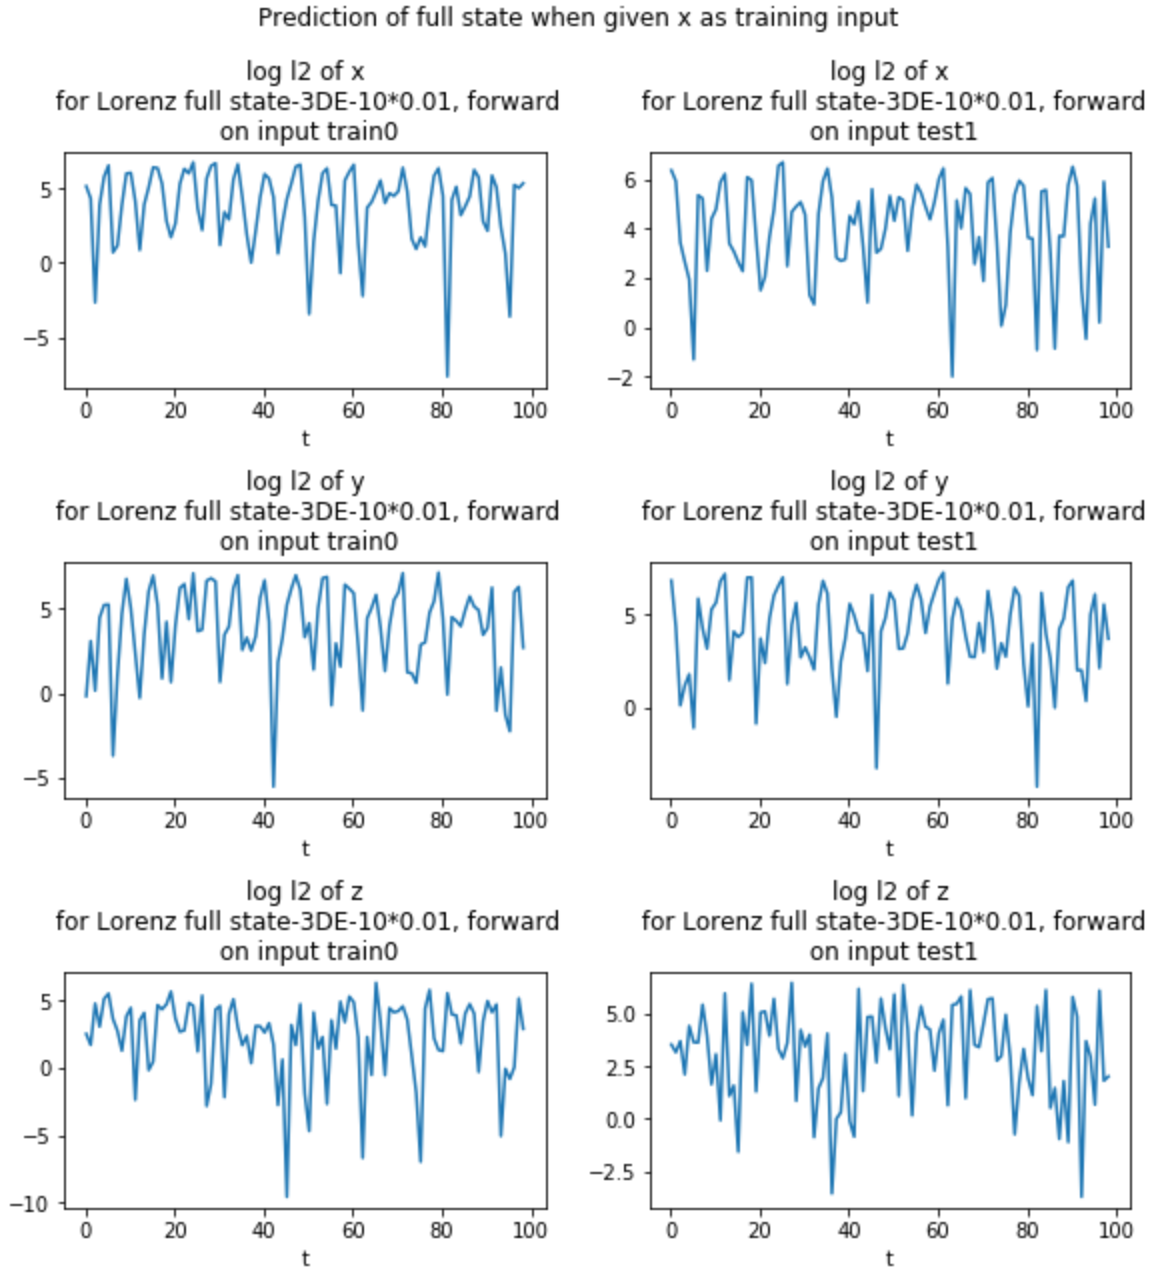 Prediction of full state when given x as training input
log l2 of x
for Lorenz full state-3DE-10*0.01, forward
on input train0
5
0
−5
0 20 40 60 80 100
t
log l2 of x
for Lorenz full state-3DE-10*0.01, forward
on input test1
6
4
2
0
−2
0 20 40 60 80 100
t
log l2 of y
for Lorenz full state-3DE-10*0.01, forward
on input train0
5
0
−5
0 20 40 60 80 100
t
log l2 of y
for Lorenz full state-3DE-10*0.01, forward
on input test1
5
0
0 20 40 60 80 100
t
log l2 of z
for Lorenz full state-3DE-10*0.01, forward
on input train0
5
0
−5
−10
0 20 40 60 80 100
t
log l2 of z
for Lorenz full state-3DE-10*0.01, forward
on input test1
5.0
2.5
0.0
−2.5
0 20 40 60 80 100
t